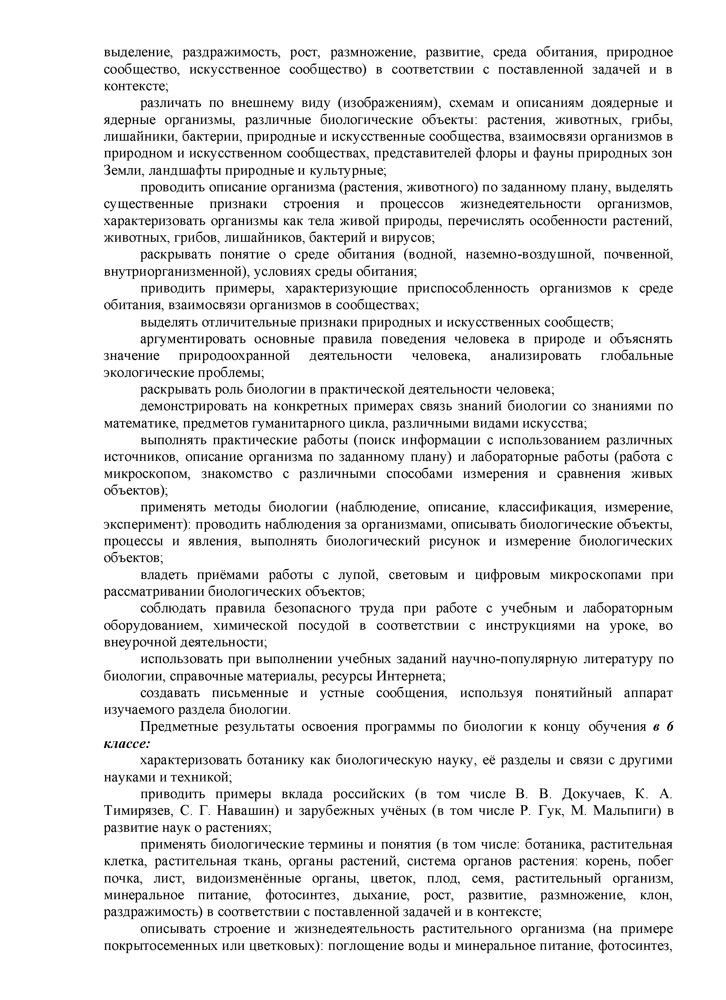 выделение, раздражимость, рост, размножение, развитие, среда обитания, природное
сообщество, искусственное сообщество) в соответствии с поставленной задачей и в
контексте;
различать по внешнему виду (изображениям), схемам и описаниям доядерные и
ядерные организмы, различные биологические объекты: растения, животных, грибы,
лишайники, бактерии, природные и искусственные сообщества, взаимосвязи организмов в
природном и искусственном сообществах, представителей флоры и фауны природных зон
Земли, ландшафты природные и культурные;
проводить описание организма (растения, животного) по заданному плану, выделять
существенные признаки строения и процессов жизнедеятельности организмов,
характеризовать организмы как тела живой природы, перечислять особенности растений,
животных, грибов, лишайников, бактерий и вирусов;
раскрывать понятие о среде обитания (водной, наземно-воздушной, почвенной,
внутриорганизменной), условиях среды обитания;
приводить примеры, характеризующие приспособленность организмов к среде
обитания, взаимосвязи организмов в сообществах;
выделять отличительные признаки природных и искусственных сообществ;
аргументировать основные правила поведения человека в природе и объяснять
значение природоохранной деятельности человека, анализировать глобальные
экологические проблемы;
раскрывать роль биологии в практической деятельности человека;
демонстрировать на конкретных примерах связь знаний биологии со знаниями по
математике, предметов гуманитарного цикла, различными видами искусства;
выполнять практические работы (поиск информации с использованием различных
источников, описание организма по заданному плану) и лабораторные работы (работа с
микроскопом, знакомство с различными способами измерения и сравнения живых
объектов);
применять методы биологии (наблюдение, описание, классификация, измерение,
эксперимент): проводить наблюдения за организмами, описывать биологические объекты,
процессы и явления, выполнять биологический рисунок и измерение биологических
объектов;
владеть приёмами работы с лупой, световым и цифровым микроскопами при
рассматривании биологических объектов;
соблюдать правила безопасного труда при работе с учебным и лабораторным
оборудованием, химической посудой в соответствии с инструкциями на уроке, во
внеурочной деятельности;
использовать при выполнении учебных заданий научно-популярную литературу по
биологии, справочные материалы, ресурсы Интернета;
создавать письменные и устные сообщения, используя понятийный аппарат
изучаемого раздела биологии.
Предметные результаты освоения программы по биологии к концу обучения в 6
классе:
характеризовать ботанику как биологическую науку, её разделы и связи с другими
науками и техникой;
приводить примеры вклада российских (в том числе В. В. Докучаев, К. А.
Тимирязев, С. Г. Навашин) и зарубежных учёных (в том числе Р. Гук, М. Мальпиги) в
развитие наук о растениях;
применять биологические термины и понятия (в том числе: ботаника, растительная
клетка, растительная ткань, органы растений, система органов растения: корень, побег
почка, лист, видоизменённые органы, цветок, плод, семя, растительный организм,
минеральное питание, фотосинтез, дыхание, рост, развитие, размножение, клон,
раздражимость) в соответствии с поставленной задачей и в контексте;
описывать строение и жизнедеятельность растительного организма (на примере
покрытосеменных или цветковых): поглощение воды и минеральное питание, фотосинтез,